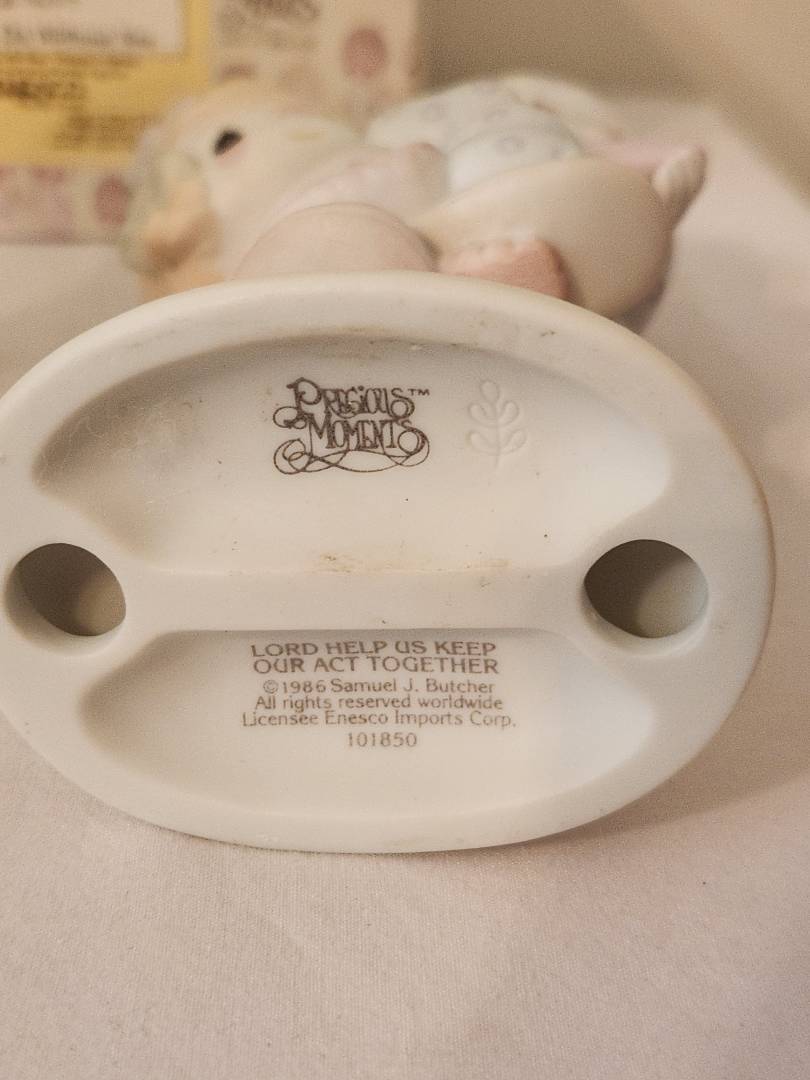 PRECIOUS™
MOMENTS
LORD HELP US KEEP
OUR ACT TOGETHER
©1986 Samuel J. Butcher
All rights reserved worldwide
Licensee Enesco Imports Corp.
101850